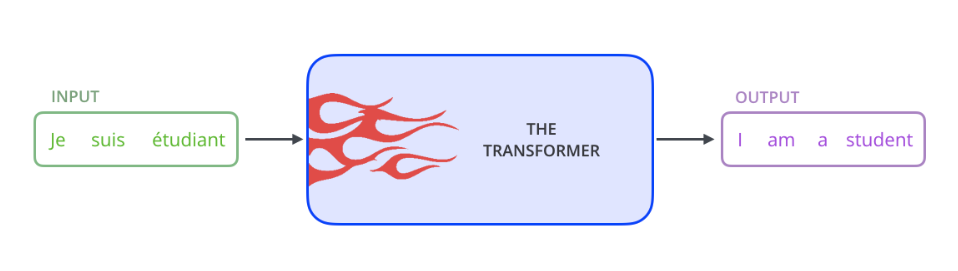 INPUT
Je suis étudiant
THE
TRANSFORMER
OUTPUT
I am a student